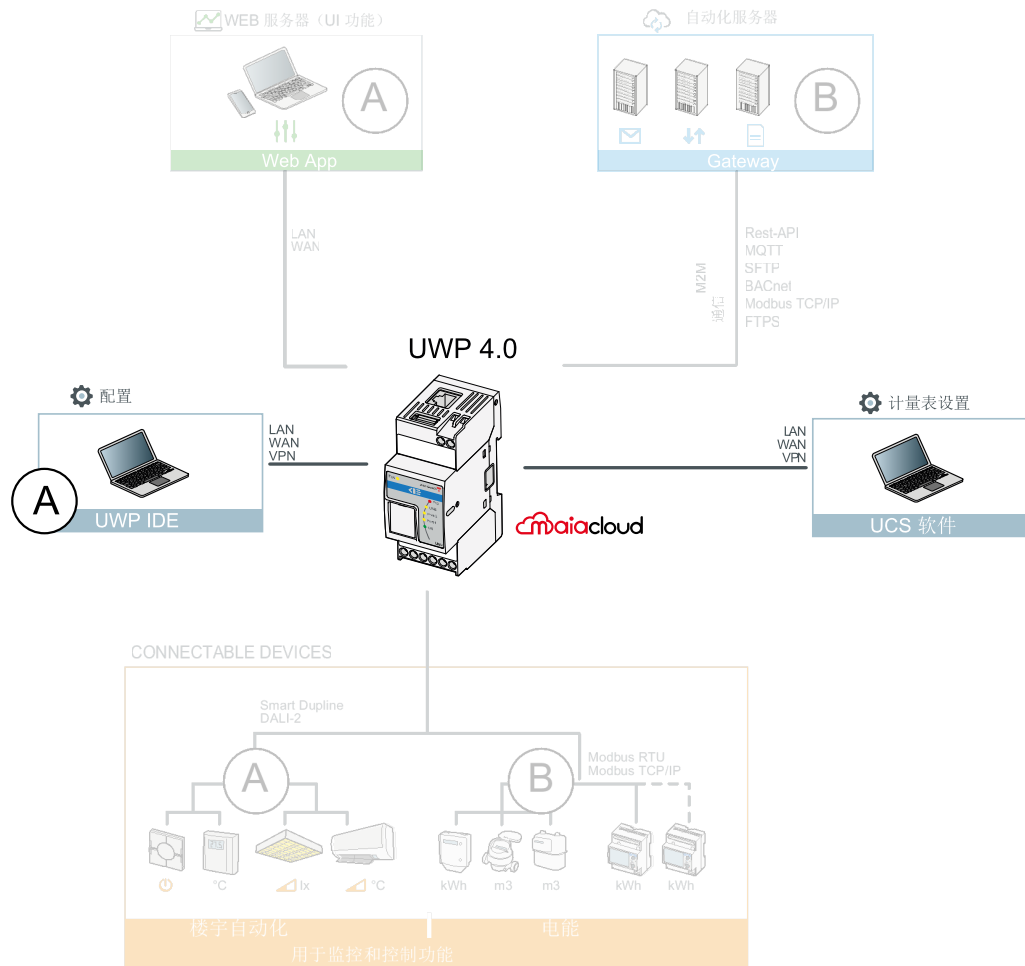 WEB 服务器（UI 功能）
自动化服务器
A
B
Web App
Gateway
LAN
WAN
M2M
通信
Rest-API
MQTT
SFTP
BACnet
Modbus TCP/IP
FTPS
UWP 4.0
配置
计量表设置
LAN
WAN
VPN
LAN
WAN
VPN
A
UWP IDE
maiacloud
UCS 软件
CONNECTABLE DEVICES
Smart Dupline
DALI-2
A
B
Modbus RTU
Modbus TCP/IP
°C
lx
°C
kWh
m3
m3
kWh
kWh
楼宇自动化
电能
用于监控和控制功能